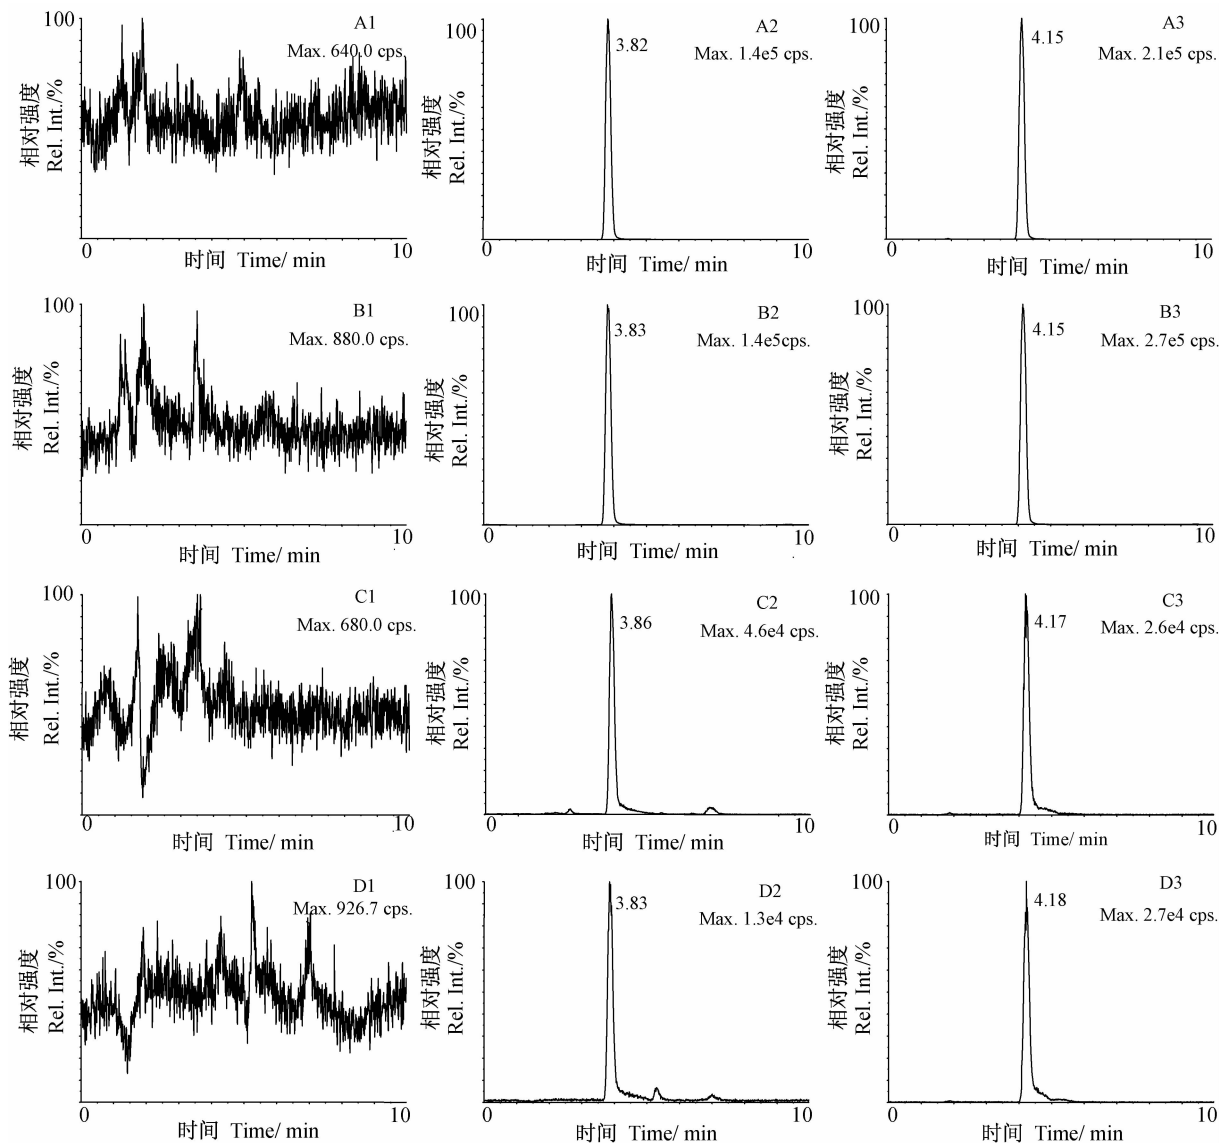 100
A1
Max. 640.0 cps.
相对强度
Rel. Int./%
0
10
时间 Time/ min
100
A2
3.82
Max. 1.4e5 cps.
相对强度
Rel. Int./%
0
10
时间 Time/ min
100
A3
4.15
Max. 2.1e5 cps.
相对强度
Rel. Int./%
0
10
时间 Time/ min
100
B1
Max. 880.0 cps.
相对强度
Rel. Int./%
0
10
时间 Time/ min
100
B2
3.83
Max. 1.4e5cps.
相对强度
Rel. Int./%
0
10
时间 Time/ min
100
B3
4.15
Max. 2.7e5 cps.
相对强度
Rel. Int./%
0
10
时间 Time/ min
100
C1
Max. 680.0 cps.
相对强度
Rel. Int./%
0
10
时间 Time/ min
100
C2
3.86
Max. 4.6e4 cps.
相对强度
Rel. Int./%
0
10
时间 Time/ min
100
C3
4.17
Max. 2.6e4 cps.
相对强度
Rel. Int./%
0
10
时间 Time/ min
100
D1
Max. 926.7 cps.
相对强度
Rel. Int./%
0
10
时间 Time/ min
100
D2
3.83
Max. 1.3e4 cps.
相对强度
Rel. Int./%
0
10
时间 Time/ min
100
D3
4.18
Max. 2.7e4 cps.
相对强度
Rel. Int./%
0
10
时间 Time/ min